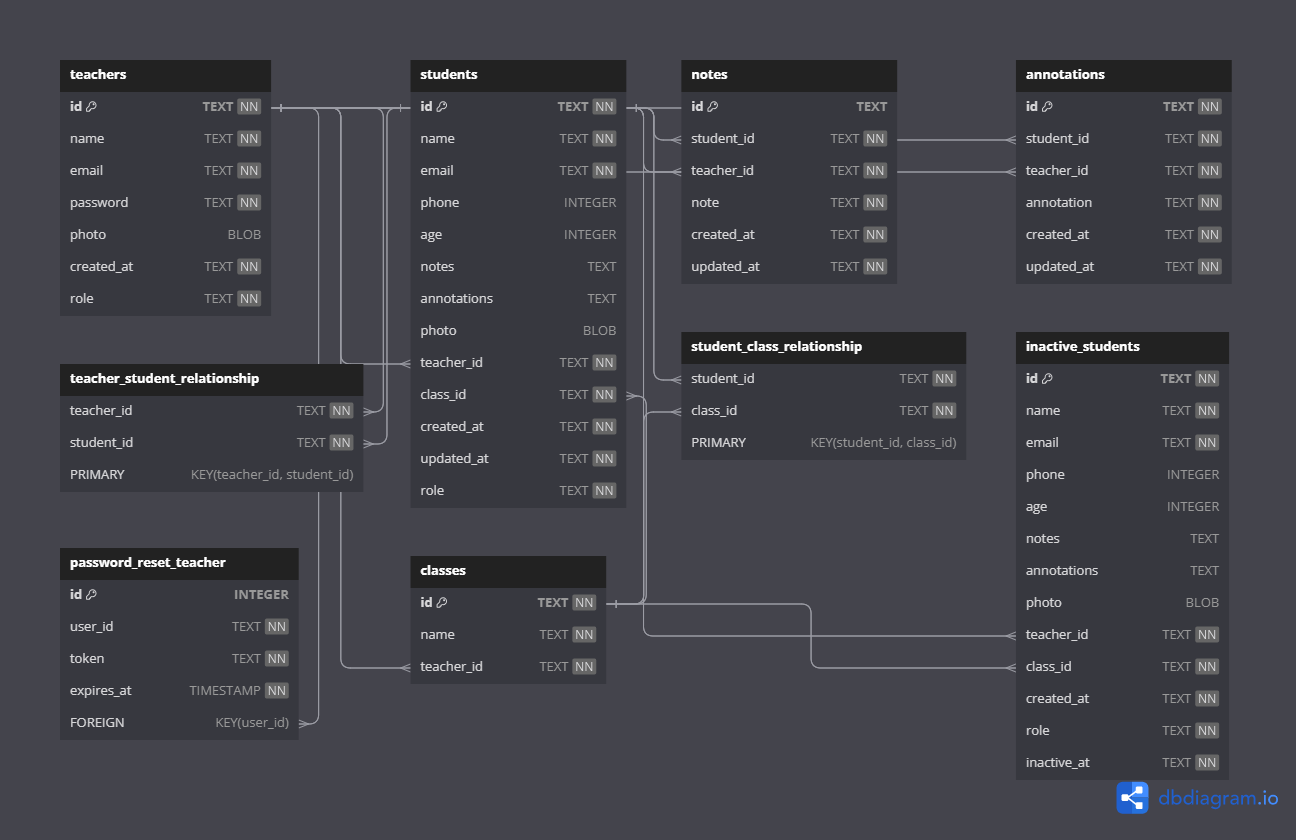 teachers
id TEXT NN
name TEXT NN
email TEXT NN
password TEXT NN
photo BLOB
created_at TEXT NN
role TEXT NN
students
id TEXT NN
name TEXT NN
email TEXT NN
phone INTEGER
age INTEGER
notes TEXT
annotations TEXT
photo BLOB
teacher_id TEXT NN
class_id TEXT NN
created_at TEXT NN
updated_at TEXT NN
role TEXT NN
notes
id TEXT
student_id TEXT NN
teacher_id TEXT NN
note TEXT NN
created_at TEXT NN
updated_at TEXT NN
annotations
id TEXT NN
student_id TEXT NN
teacher_id TEXT NN
annotation TEXT NN
created_at TEXT NN
updated_at TEXT NN
teacher_student_relationship
teacher_id TEXT NN
student_id TEXT NN
PRIMARY KEY(teacher_id, student_id)
student_class_relationship
student_id TEXT NN
class_id TEXT NN
PRIMARY KEY(student_id, class_id)
inactive_students
id TEXT NN
name TEXT NN
email TEXT NN
phone INTEGER
age INTEGER
notes TEXT
annotations TEXT
photo BLOB
teacher_id TEXT NN
class_id TEXT NN
created_at TEXT NN
role TEXT NN
inactive_at TEXT NN
password_reset_teacher
id INTEGER
user_id TEXT NN
token TEXT NN
expires_at TIMESTAMP NN
FOREIGN KEY(user_id)
classes
id TEXT NN
name TEXT NN
teacher_id TEXT NN
dbdiagram.io